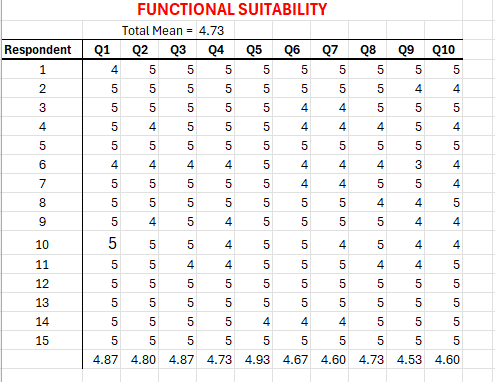 FUNCTIONAL SUITABILITY
Total Mean = 4.73
Respondent Q1 Q2 Q3 Q4 Q5 Q6 Q7 Q8 Q9 Q10
1 4 5 5 5 5 5 5 5 5 5
2 5 5 5 5 5 5 5 5 4 4
3 5 5 5 5 5 4 4 5 5 5
4 5 4 5 5 5 4 4 4 5 4
5 5 5 5 5 5 5 5 5 5 5
6 4 4 4 4 5 4 4 4 3 4
7 5 5 5 5 5 4 4 5 5 4
8 5 5 5 5 5 5 5 4 4 4
9 5 4 5 4 5 5 5 5 4 4
10 5 5 5 4 5 5 4 5 4 4
11 5 5 4 4 5 5 5 4 4 5
12 5 5 5 5 5 5 5 5 5 5
13 5 5 5 5 5 5 5 5 5 5
14 5 5 5 5 4 4 4 5 5 5
15 5 5 5 5 5 5 5 5 5 5
4.87 4.80 4.87 4.73 4.93 4.67 4.60 4.73 4.53 4.60